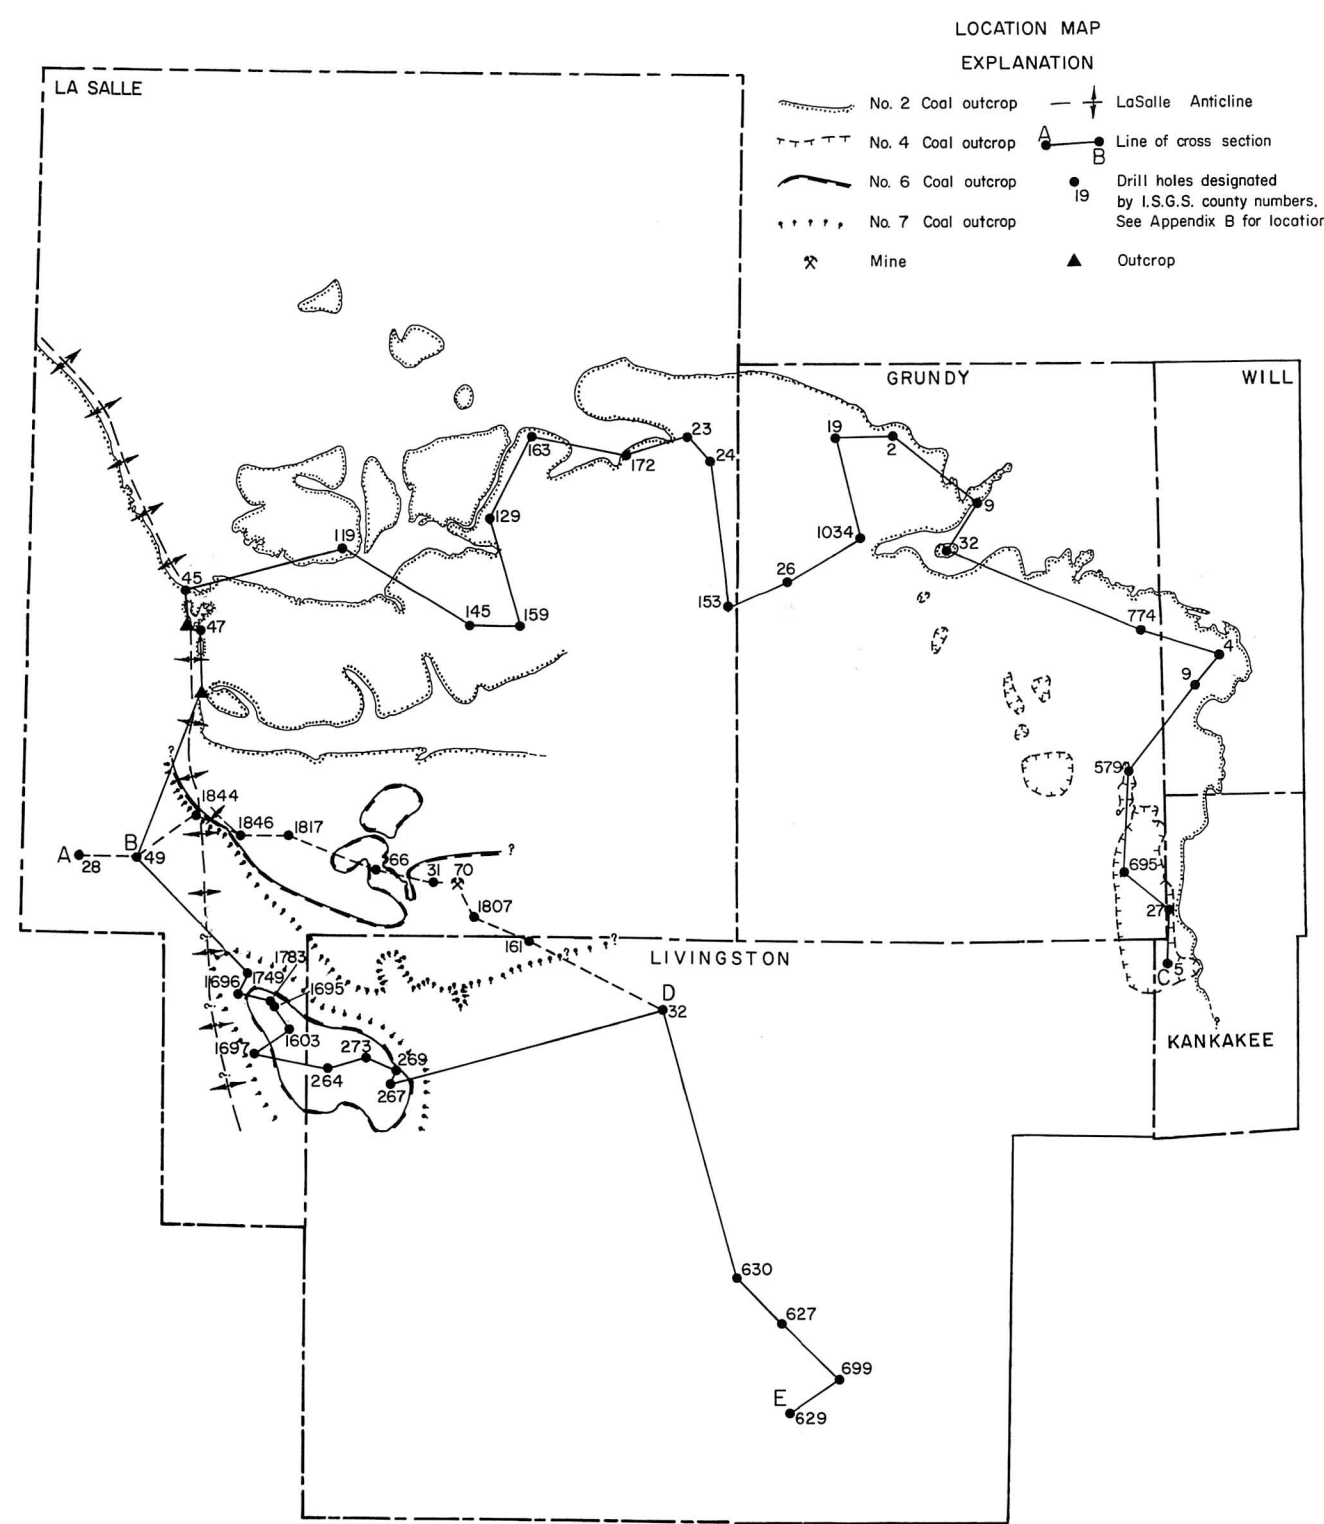 LOCATION MAP
EXPLANATION
LA SALLE
No. 2 Coal outcrop
LaSalle Anticline
No. 4 Coal outcrop
A
B
Line of cross section
No. 6 Coal outcrop
19
Drill holes designated
by I.S.G.S. county numbers.
See Appendix B for location
No. 7 Coal outcrop
Mine
Outcrop
GRUNDY
WILL
163
172
23
24
19
2
9
129
119
1034
32
45
26
145
159
153
47
774
4
9
?
579
1844
1846
1817
A
28
B
49
66
31
70
?
695
1807
27
161
?
?
LIVINGSTON
C
5
?
1783
1749
1696
1695
?
D
32
?
1603
1697
273
269
264
267
?
KANKAKEE
630
627
699
E
629